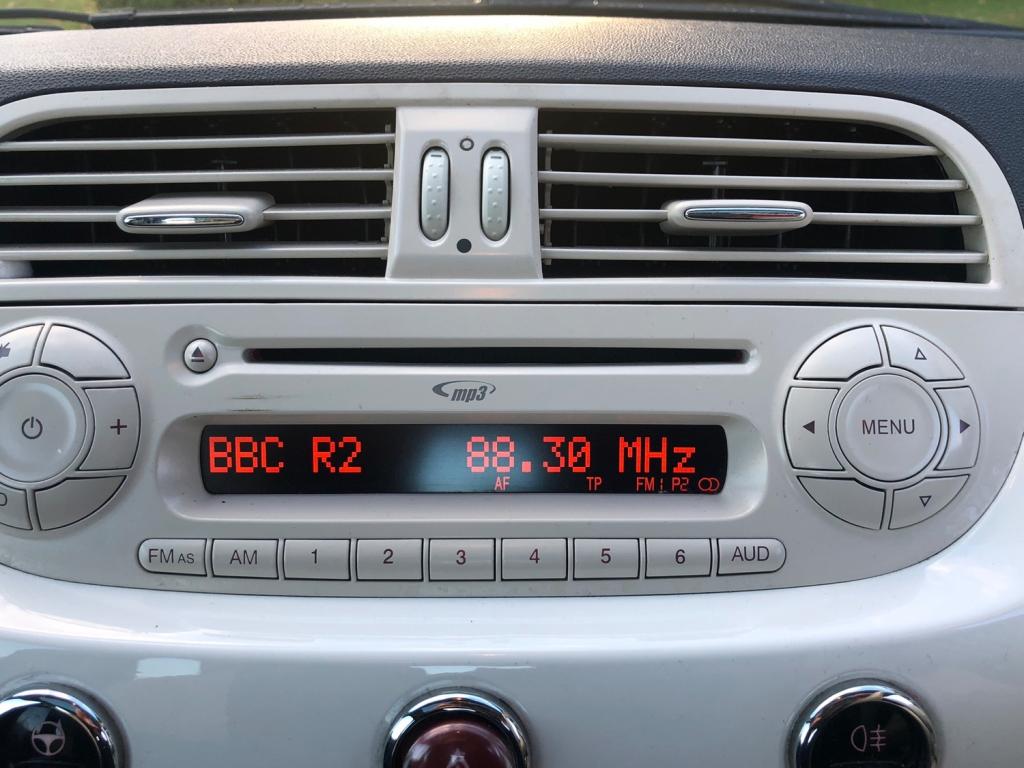 mp3
BBC R2 88.30 MHz
AF TP FM1 P2
+ MENU
FM AS AM 1 2 3 4 5 6 AUD